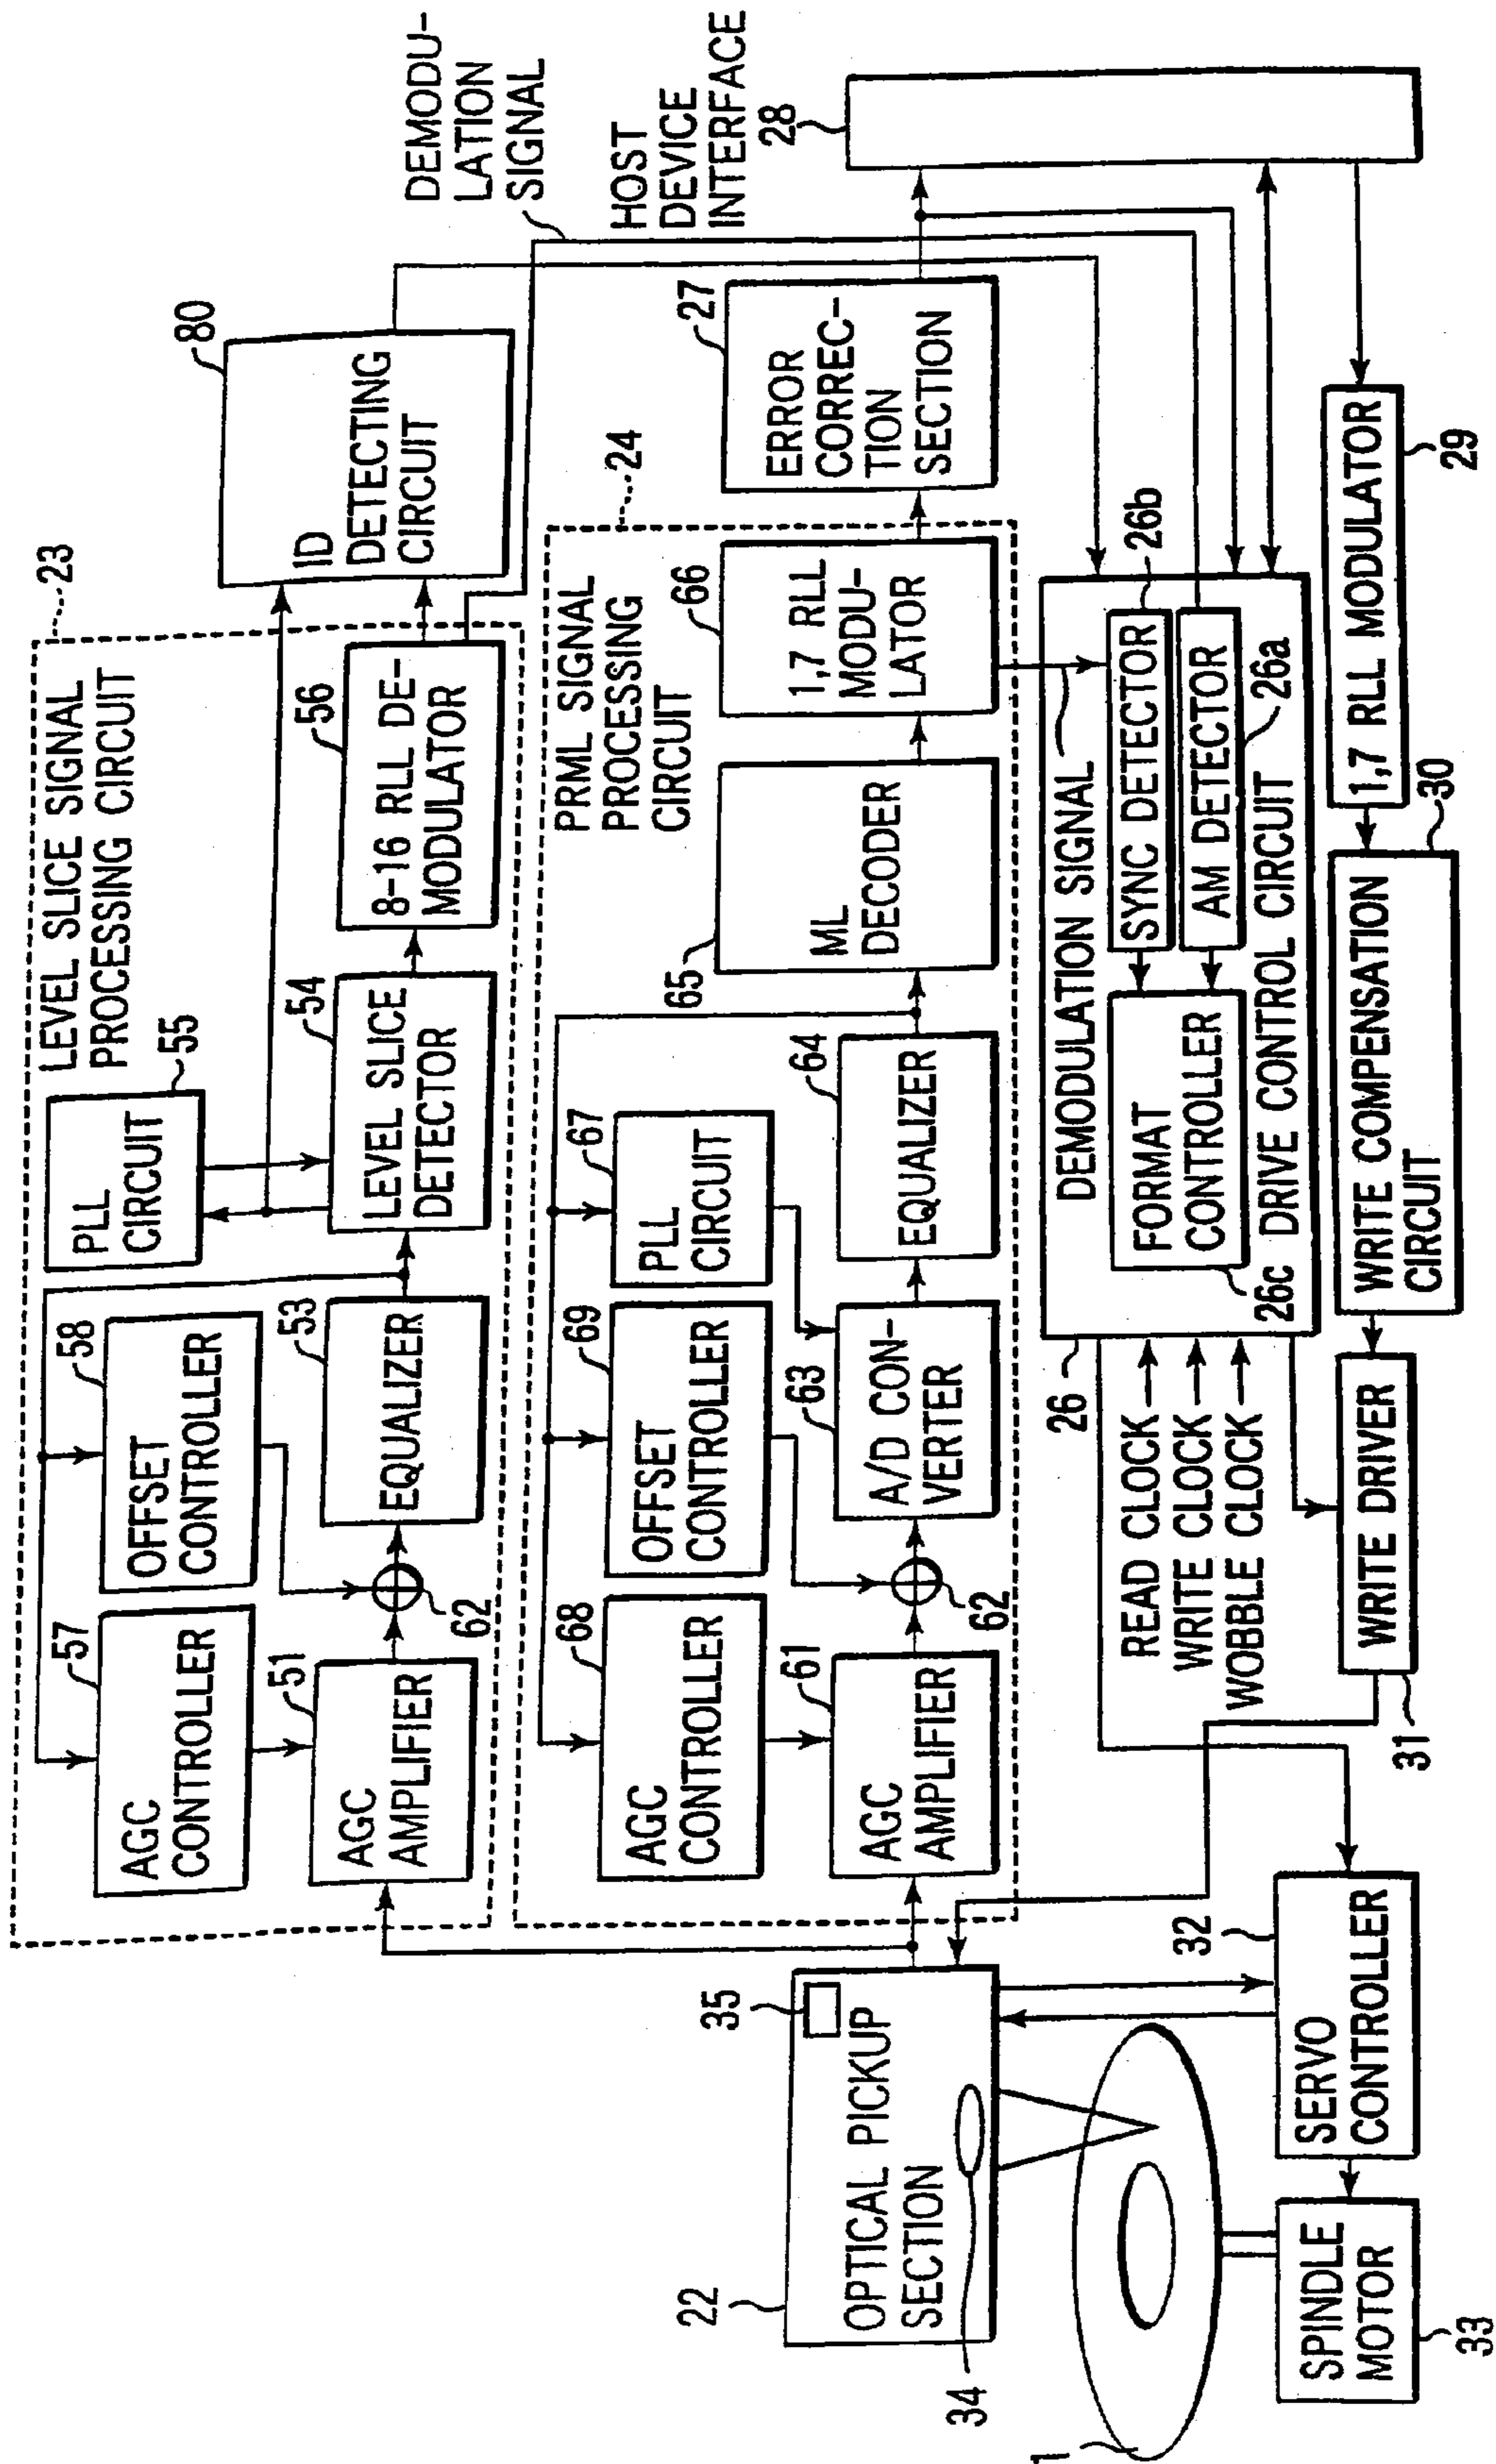 LEVEL SLICE SIGNAL
PROCESSING CIRCUIT
23
57
AGC
CONTROLLER
58
OFFSET
CONTROLLER
PLL
CIRCUIT
55
51
AGC
AMPLIFIER
62
53
EQUALIZER
54
LEVEL SLICE
DETECTOR
56
8-16 RLL DE-
MODULATOR
80
ID
DETECTING
CIRCUIT
DEMODU-
LATION
SIGNAL
PRML SIGNAL
PROCESSING
CIRCUIT
24
68
AGC
CONTROLLER
69
OFFSET
CONTROLLER
67
PLL
CIRCUIT
61
AGC
AMPLIFIER
62
63
A/D CON-
VERTER
64
EQUALIZER
65
ML
DECODER
66
1,7 RLL
MODU-
LATOR
27
ERROR
CORREC-
TION
SECTION
HOST
DEVICE
INTERFACE
28
22
35
OPTICAL PICKUP
SECTION
34
1
26
READ CLOCK
WRITE CLOCK
WOBBLE CLOCK
DEMODULATION SIGNAL
FORMAT
CONTROLLER
26c
SYNC DETECTOR
26b
AM DETECTOR
26a
DRIVE CONTROL CIRCUIT
SPINDLE
MOTOR
33
SERVO
CONTROLLER
32
WRITE DRIVER
31
WRITE COMPENSATION
CIRCUIT
30
1,7 RLL MODULATOR
29